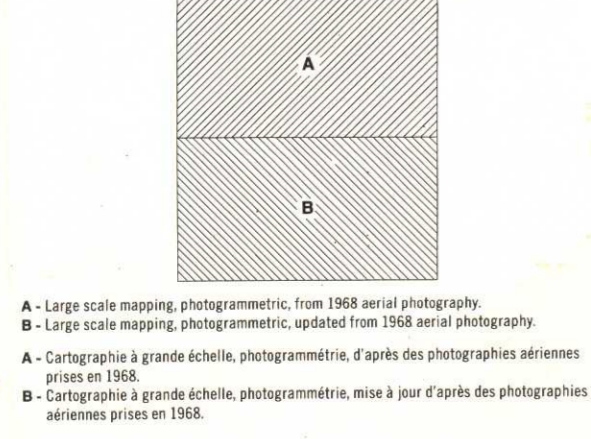 A
B
A - Large scale mapping, photogrammetric, from 1968 aerial photography.
B - Large scale mapping, photogrammetric, updated from 1968 aerial photography.
A - Cartographie à grande échelle, photogrammétrie, d'après des photographies aériennes
prises en 1968.
B - Cartographie à grande échelle, photogrammétrie, mise à jour d'après des photographies
aériennes prises en 1968.